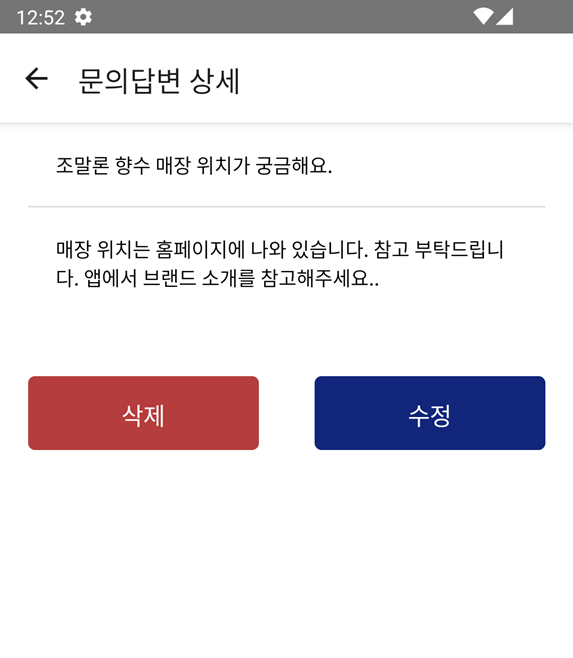 12:52
문의답변 상세
조말론 향수 매장 위치가 궁금해요.
매장 위치는 홈페이지에 나와 있습니다. 참고 부탁드립니
다. 앱에서 브랜드 소개를 참고해주세요..
삭제
수정